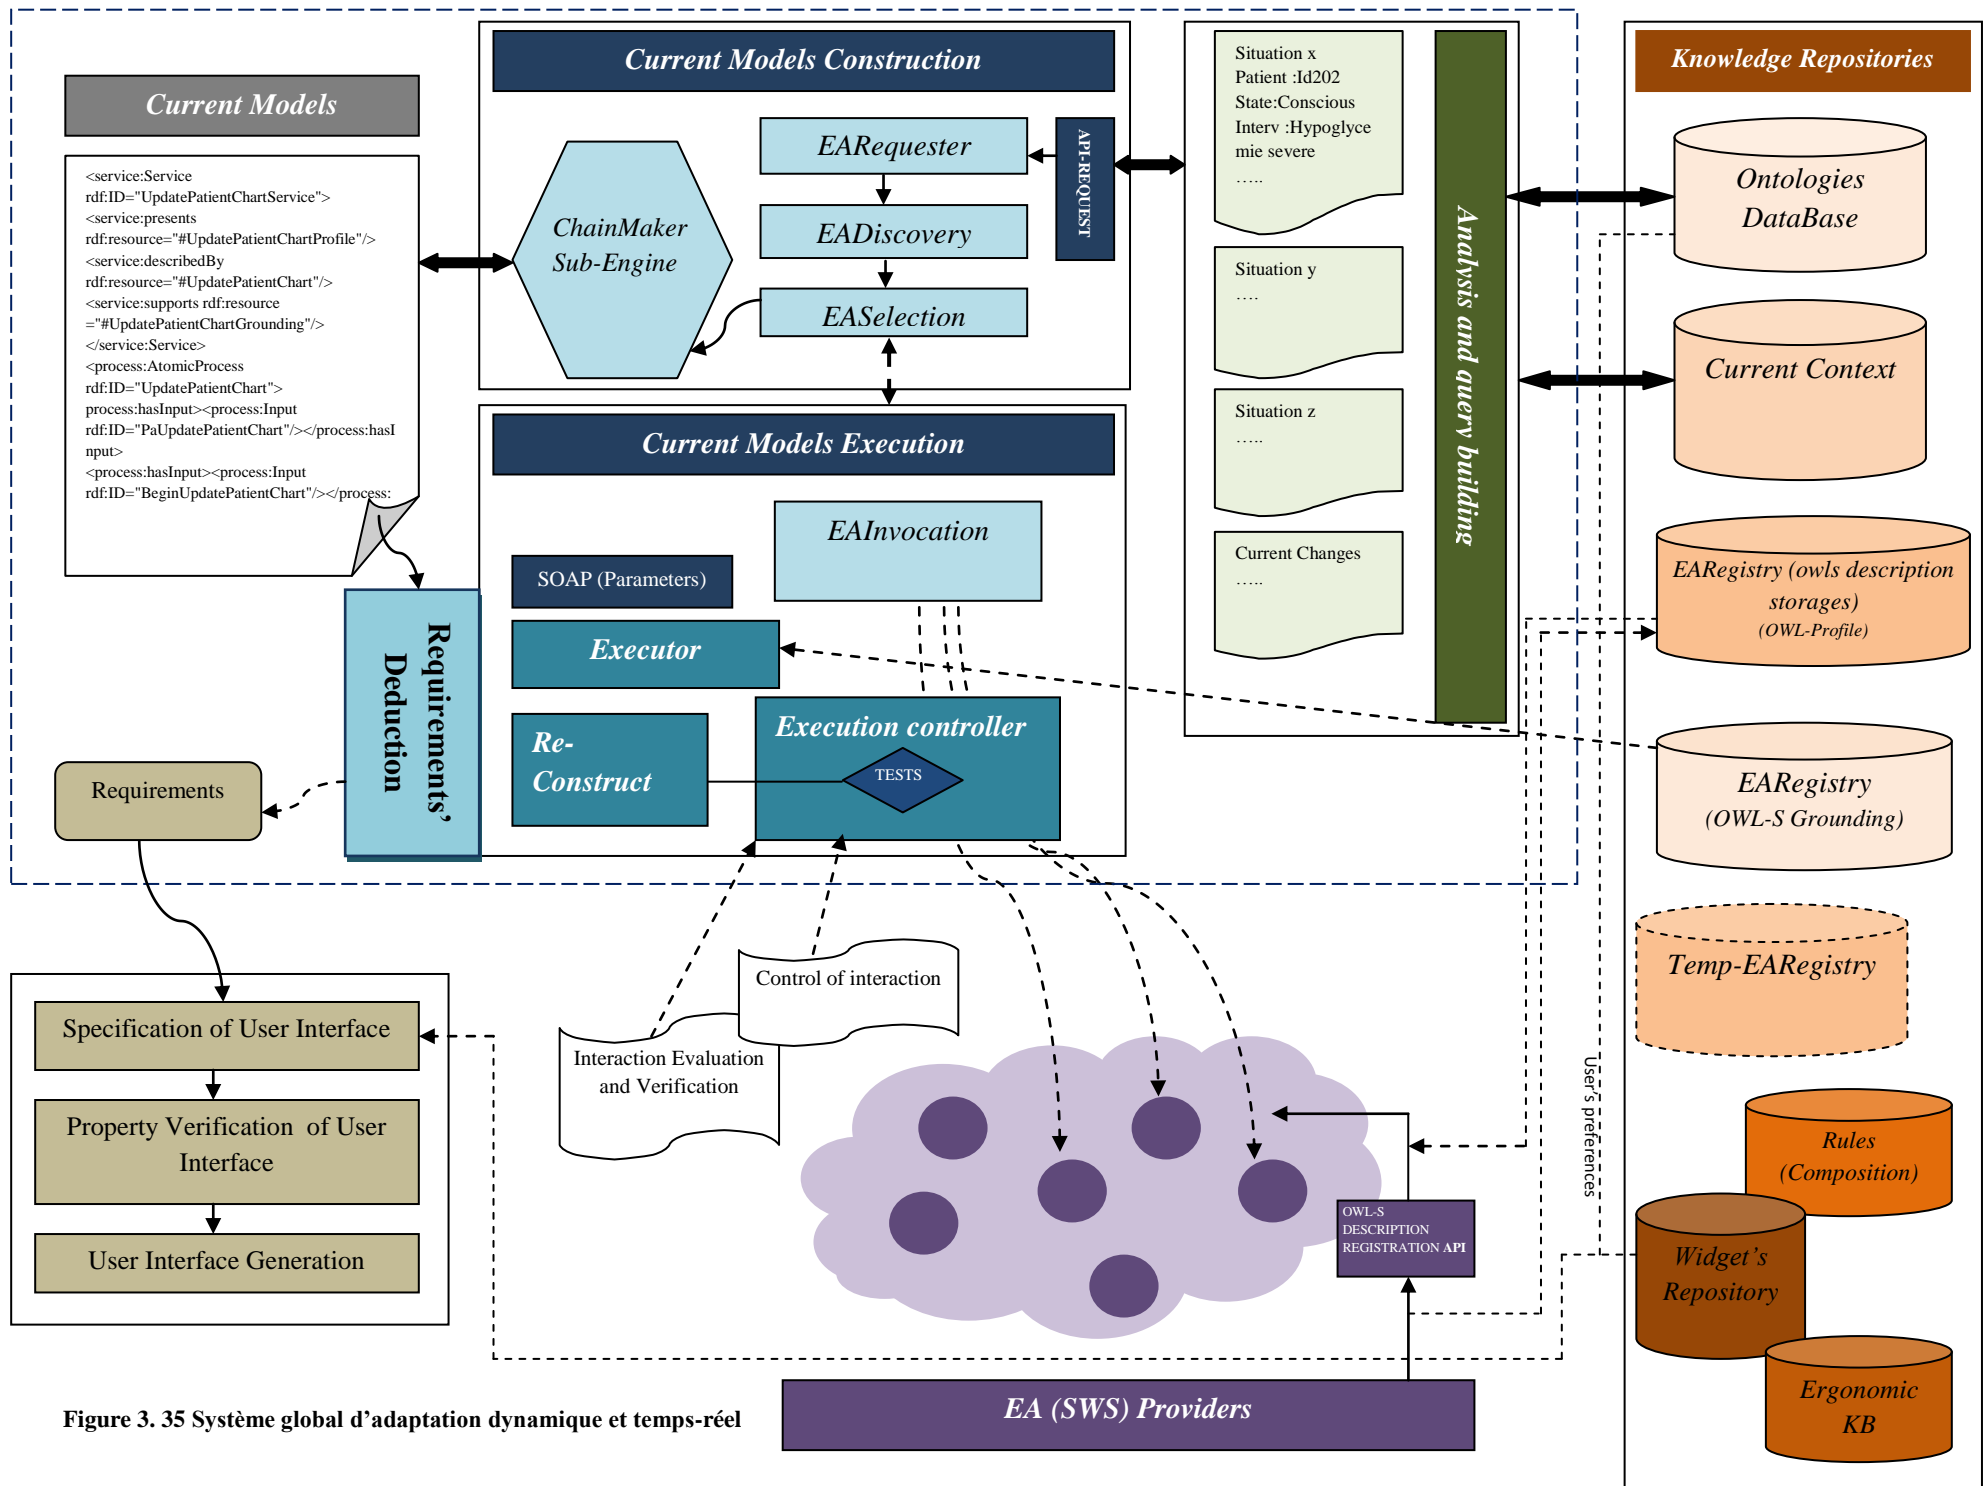 Current Models Construction
Current Models
<service:Service
rdf:ID="UpdatePatientChartService">
<service:presents
rdf:resource="#UpdatePatientChartProfile"/>
<service:describedBy
rdf:resource="#UpdatePatientChart"/>
<service:supports rdf:resource
="#UpdatePatientChartGrounding"/>
</service:Service>
<process:AtomicProcess
rdf:ID="UpdatePatientChart">
process:hasInput><process:Input
rdf:ID="PaUpdatePatientChart"/></process:hasI
nput>
<process:hasInput><process:Input
rdf:ID="BeginUpdatePatientChart"/></process:
ChainMaker
Sub-Engine
EARequester
EADiscovery
EASelection
API-REQUEST
Situation x
Patient :Id202
State:Conscious
Interv :Hypoglyce
mie severe
…..
Situation y
….
Situation z
…..
Current Changes
…..
Analysis and query building
Knowledge Repositories
Ontologies
DataBase
Current Context
EARegistry (owls description
storages)
(OWL-Profile)
EARegistry
(OWL-S Grounding)
Temp-EARegistry
Rules
(Composition)
Widget's
Repository
Ergonomic
KB
User's preferences
Current Models Execution
EAInvocation
SOAP (Parameters)
Executor
Re-
Construct
Execution controller
TESTS
Requirements'
Deduction
Requirements
Specification of User Interface
Property Verification  of User
Interface
User Interface Generation
Control of interaction
Interaction Evaluation
and Verification
OWL-S
DESCRIPTION
REGISTRATION API
EA (SWS) Providers
Figure 3. 35 Système global d'adaptation dynamique et temps-réel